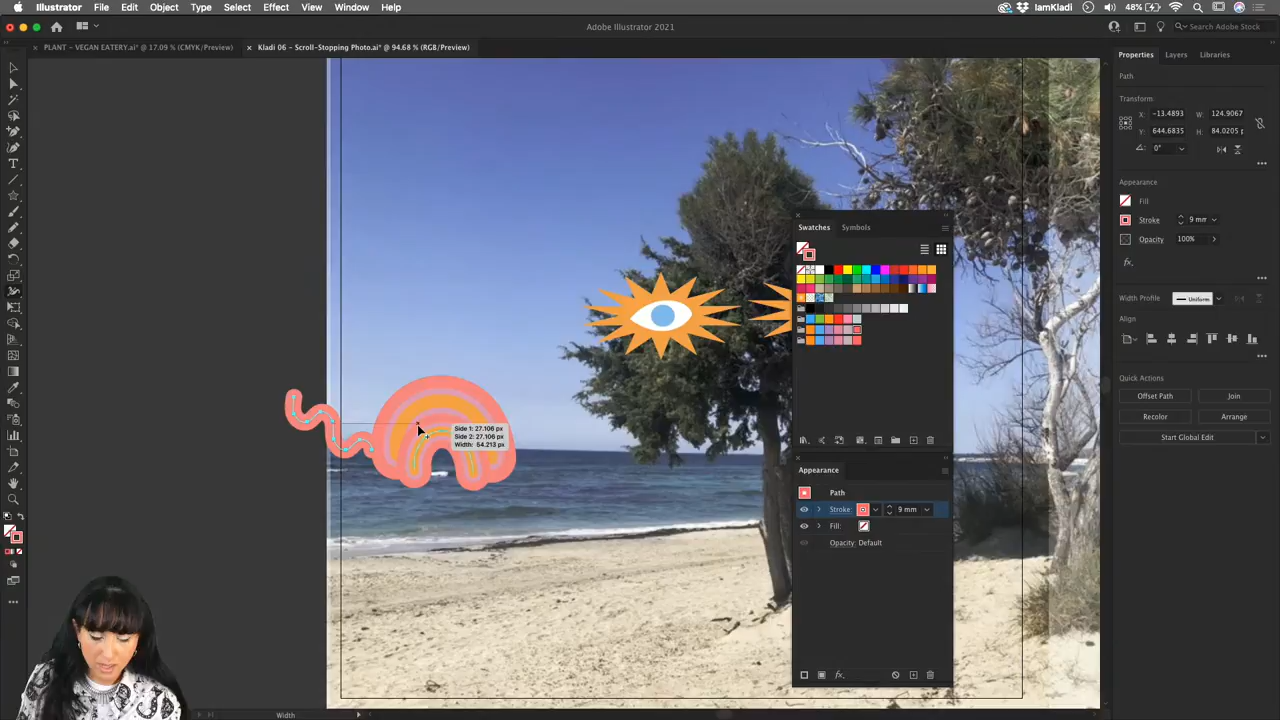 Illustrator File Edit Object Type Select Effect View Window Help
IamKladi 48%
Adobe Illustrator 2021
Search Adobe Stock
PLANT - VEGAN EATERY.ai* @ 17.09 % (CMYK/Preview)
Kladi 06 – Scroll-Stopping Photo.ai* @ 94.68 % (RGB/Preview)
Properties Layers Libraries
Path
Transform
X: -13.4893 W: 124.9067
Y: 644.6835 H: 84.0205 p
0°
Appearance
Fill
Stroke 9 mm
Opacity 100%
fx.
Width Profile Uniform
Align
Quick Actions
Offset Path Join
Recolor Arrange
Start Global Edit
Swatches Symbols
Side 1: 27.106 px
Side 2: 27.106 px
Width: 54.213 px
Appearance
Path
Stroke: 9 mm
Fill:
Opacity: Default
fx.
Width